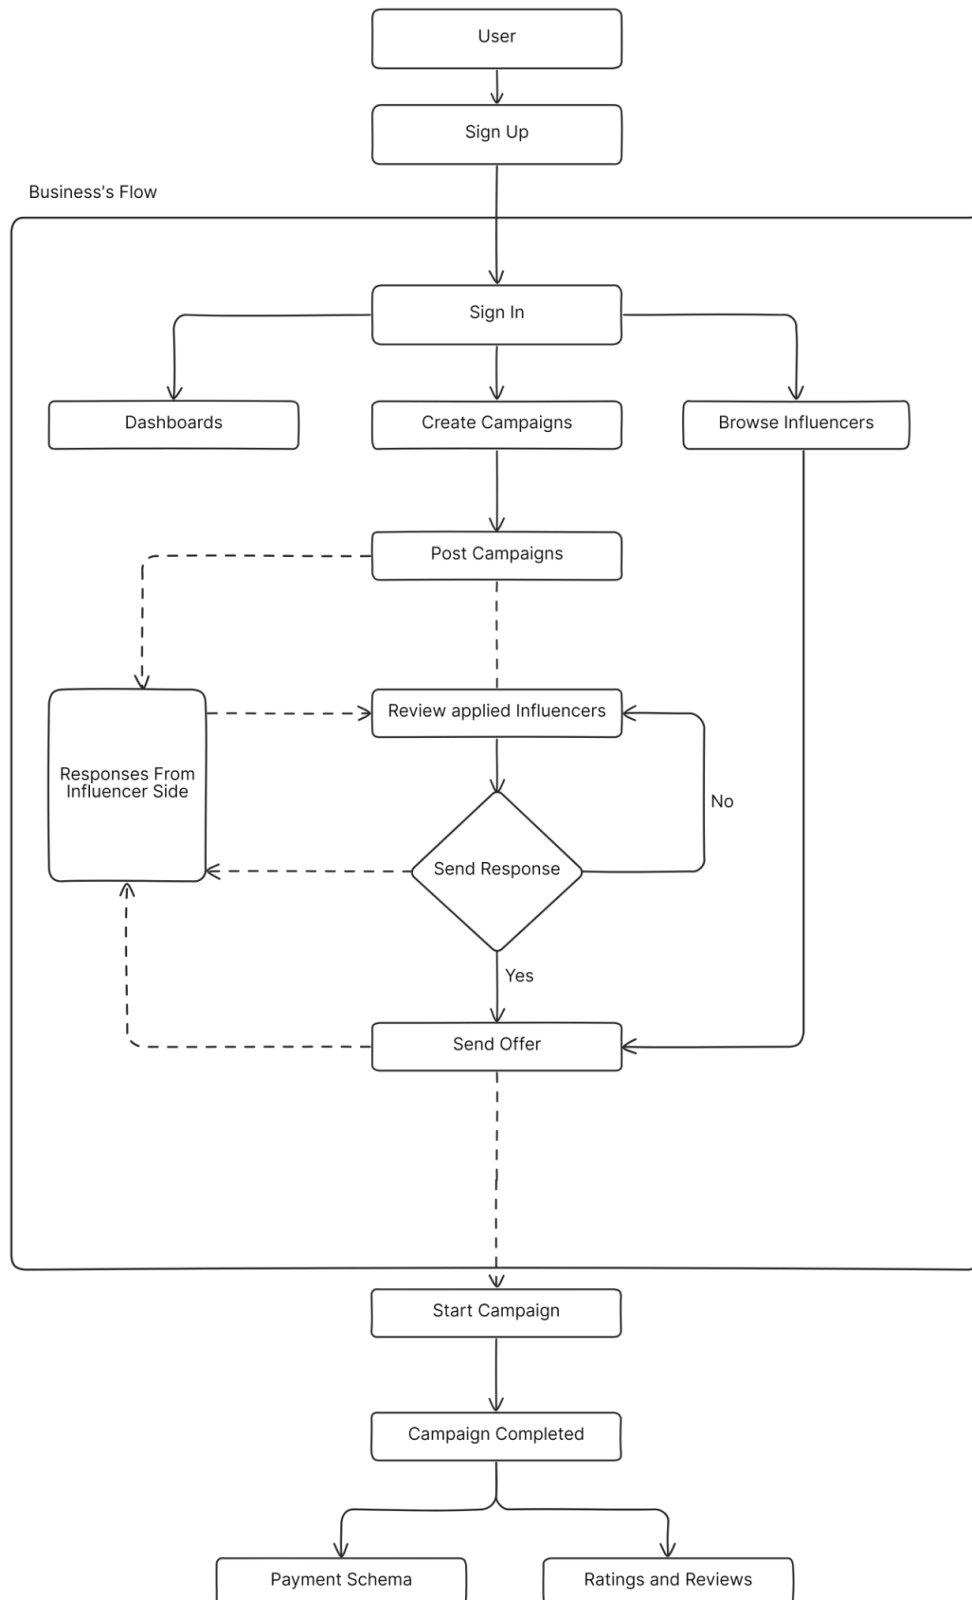 User
Sign Up
Business's Flow
Sign In
Dashboards
Create Campaigns
Browse Influencers
Post Campaigns
Review applied Influencers
Responses From
Influencer Side
No
Send Response
Yes
Send Offer
Start Campaign
Campaign Completed
Payment Schema
Ratings and Reviews